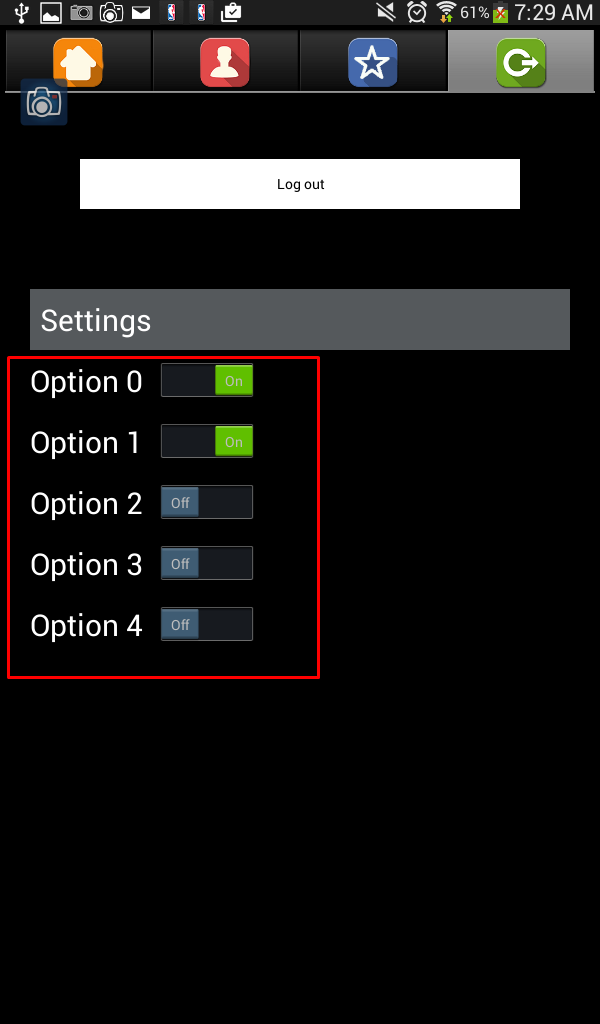 61% 7:29 AM
Log out
Settings
Option 0 On
Option 1 On
Option 2 Off
Option 3 Off
Option 4 Off